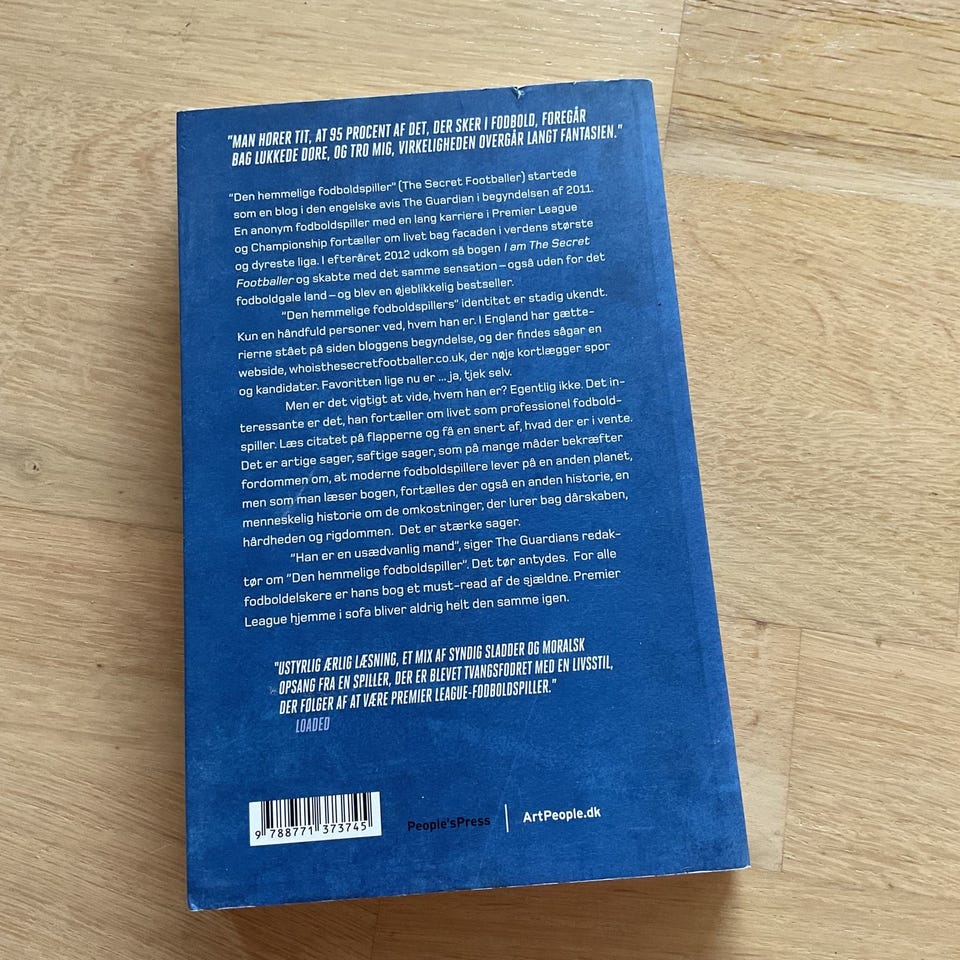 "MAN HØRER TIT, AT 95 PROCENT AF DET, DER SKER I FODBOLD, FOREGÅR
BAG LUKKEDE DØRE, OG TRO MIG, VIRKELIGHEDEN OVERGÅR LANGT FANTASIEN."
"Den hemmelige fodboldspiller" (The Secret Footballer) startede
som en blog i den engelske avis The Guardian i begyndelsen af 2011.
En anonym fodboldspiller med en lang karriere i Premier League
og Championship fortæller om livet bag facaden i verdens største
og dyreste liga. I efteråret 2012 udkom så bogen I am The Secret
Footballer og skabte med det samme sensation – også uden for det
fodboldgale land – og blev en øjeblikkelig bestseller.
"Den hemmelige fodboldspillers" identitet er stadig ukendt.
Kun en håndfuld personer ved, hvem han er. I England har gætte-
rierne stået på siden bloggens begyndelse, og der findes sågar en
webside, whoisthesecretfootballer.co.uk, der nøje kortlægger spor
og kandidater. Favoritten lige nu er ... ja, tjek selv.
Men er det vigtigt at vide, hvem han er? Egentlig ikke. Det in-
teressante er det, han fortæller om livet som professionel fodbold-
spiller. Læs citatet på flapperne og få en snert af, hvad der er i vente.
Det er artige sager, saftige sager, som på mange måder bekræfter
fordommen om, at moderne fodboldspillere lever på en anden planet,
men som man læser bogen, fortælles der også en anden historie, en
menneskelig historie om de omkostninger, der lurer bag dårskaben,
hårdheden og rigdommen. Det er stærke sager.
"Han er en usædvanlig mand", siger The Guardians redak-
tør om "Den hemmelige fodboldspiller". Det tør antydes. For alle
fodboldelskere er hans bog et must-read af de sjældne. Premier
League hjemme i sofa bliver aldrig helt den samme igen.
"USTYRLIG ÆRLIG LÆSNING, ET MIX AF SYNDIG SLADDER OG MORALSK
OPSANG FRA EN SPILLER, DER ER BLEVET TVANGSFODRET MED EN LIVSSTIL,
DER FØLGER AF AT VÆRE PREMIER LEAGUE-FODBOLDSPILLER."
LOADED
9 788771 373745
People'sPress | ArtPeople.dk